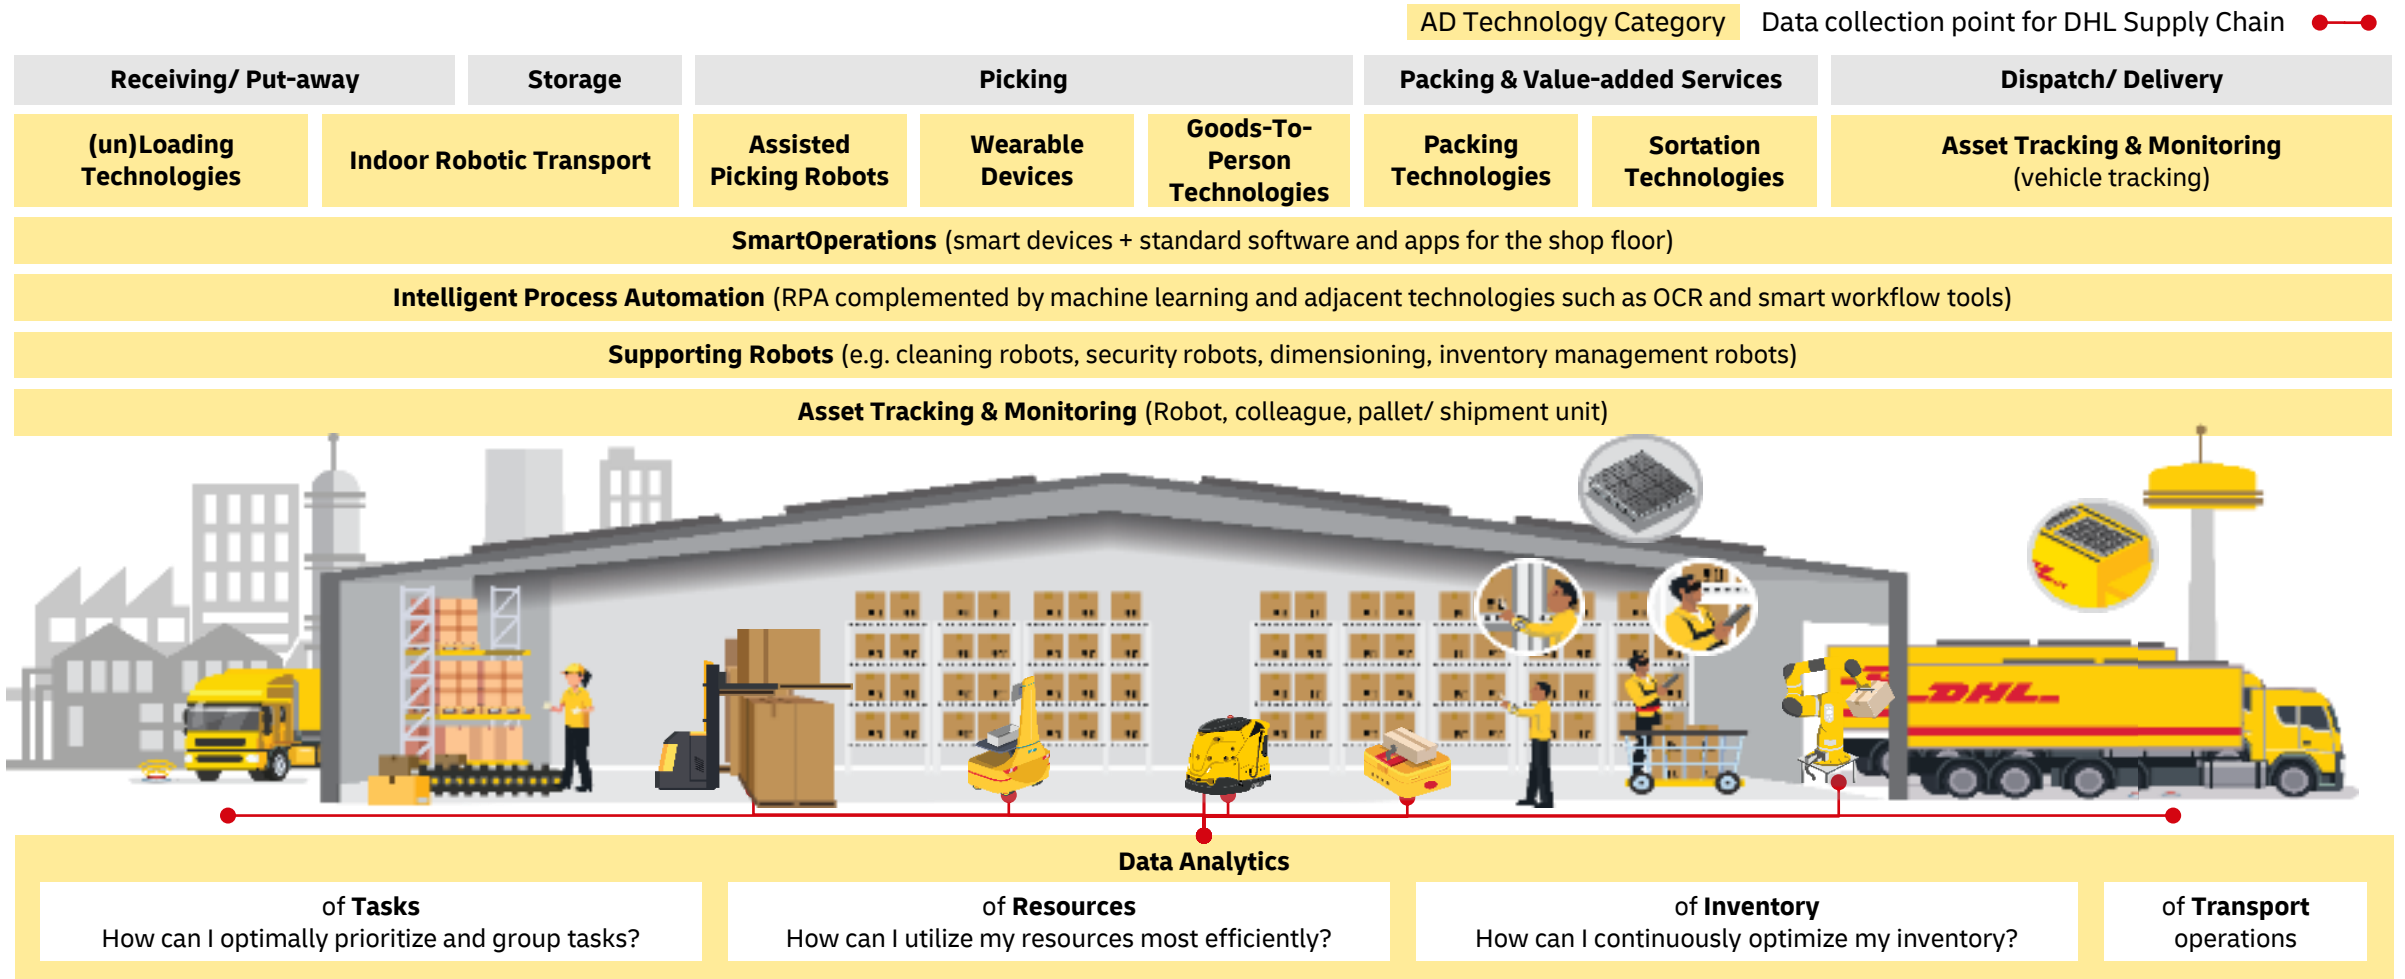 AD Technology Category
Data collection point for DHL Supply Chain
Receiving/ Put-away
Storage
Picking
Packing & Value-added Services
Dispatch/ Delivery
(un)Loading
Technologies
Indoor Robotic Transport
Assisted
Picking Robots
Wearable
Devices
Goods-To-
Person
Technologies
Packing
Technologies
Sortation
Technologies
Asset Tracking & Monitoring
(vehicle tracking)
SmartOperations (smart devices + standard software and apps for the shop floor)
Intelligent Process Automation (RPA complemented by machine learning and adjacent technologies such as OCR and smart workflow tools)
Supporting Robots (e.g. cleaning robots, security robots, dimensioning, inventory management robots)
Asset Tracking & Monitoring (Robot, colleague, pallet/ shipment unit)
DHL
Data Analytics
of Tasks
How can I optimally prioritize and group tasks?
of Resources
How can I utilize my resources most efficiently?
of Inventory
How can I continuously optimize my inventory?
of Transport
operations